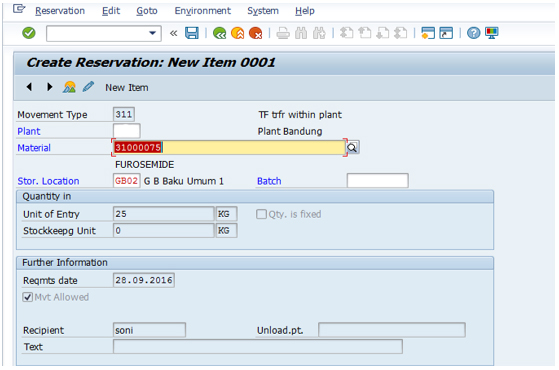 Reservation Edit Goto Environment System Help
Create Reservation: New Item 0001
New Item
Movement Type 311 TF trfr within plant
Plant Plant Bandung
Material 31000075
FUROSEMIDE
Stor. Location GB02 G B Baku Umum 1 Batch
Quantity in
Unit of Entry 25 KG Qty. is fixed
Stockkeepg Unit 0 KG
Further Information
Reqmts date 28.09.2016
Mvt Allowed
Recipient soni Unload.pt.
Text